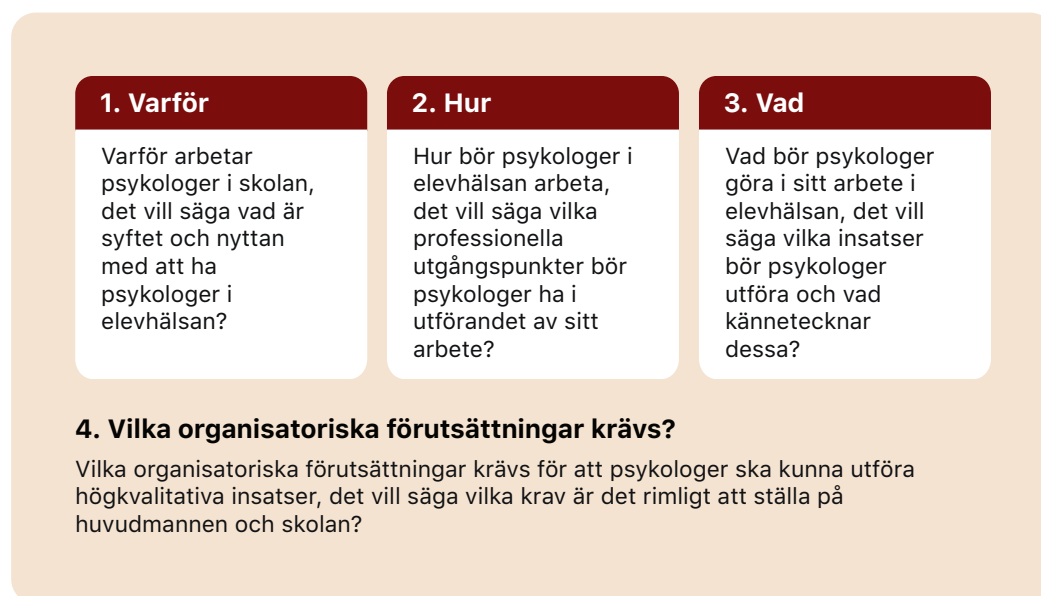 1. Varför
Varför arbetar
psykologer i skolan,
det vill säga vad är
syftet och nyttan
med att ha
psykologer i
elevhälsan?
2. Hur
Hur bör psykologer i
elevhälsan arbeta,
det vill säga vilka
professionella
utgångspunkter bör
psykologer ha i
utförandet av sitt
arbete?
3. Vad
Vad bör psykologer
göra i sitt arbete i
elevhälsan, det vill
säga vilka insatser
bör psykologer
utföra och vad
kännetecknar
dessa?
4. Vilka organisatoriska förutsättningar krävs?
Vilka organisatoriska förutsättningar krävs för att psykologer ska kunna utföra
högkvalitativa insatser, det vill säga vilka krav är det rimligt att ställa på
huvudmannen och skolan?